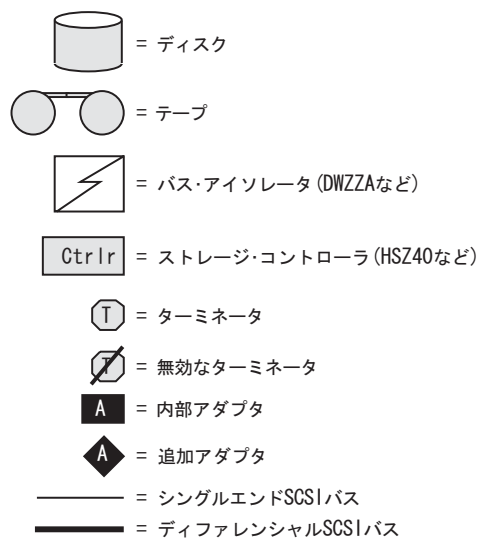 = ディスク
= テープ
= バス・アイソレータ(DWZZAなど)
Ctrlr = ストレージ・コントローラ(HSZ40など)
T = ターミネータ
T = 無効なターミネータ
A = 内部アダプタ
A = 追加アダプタ
= シングルエンドSCSIバス
= ディファレンシャルSCSIバス